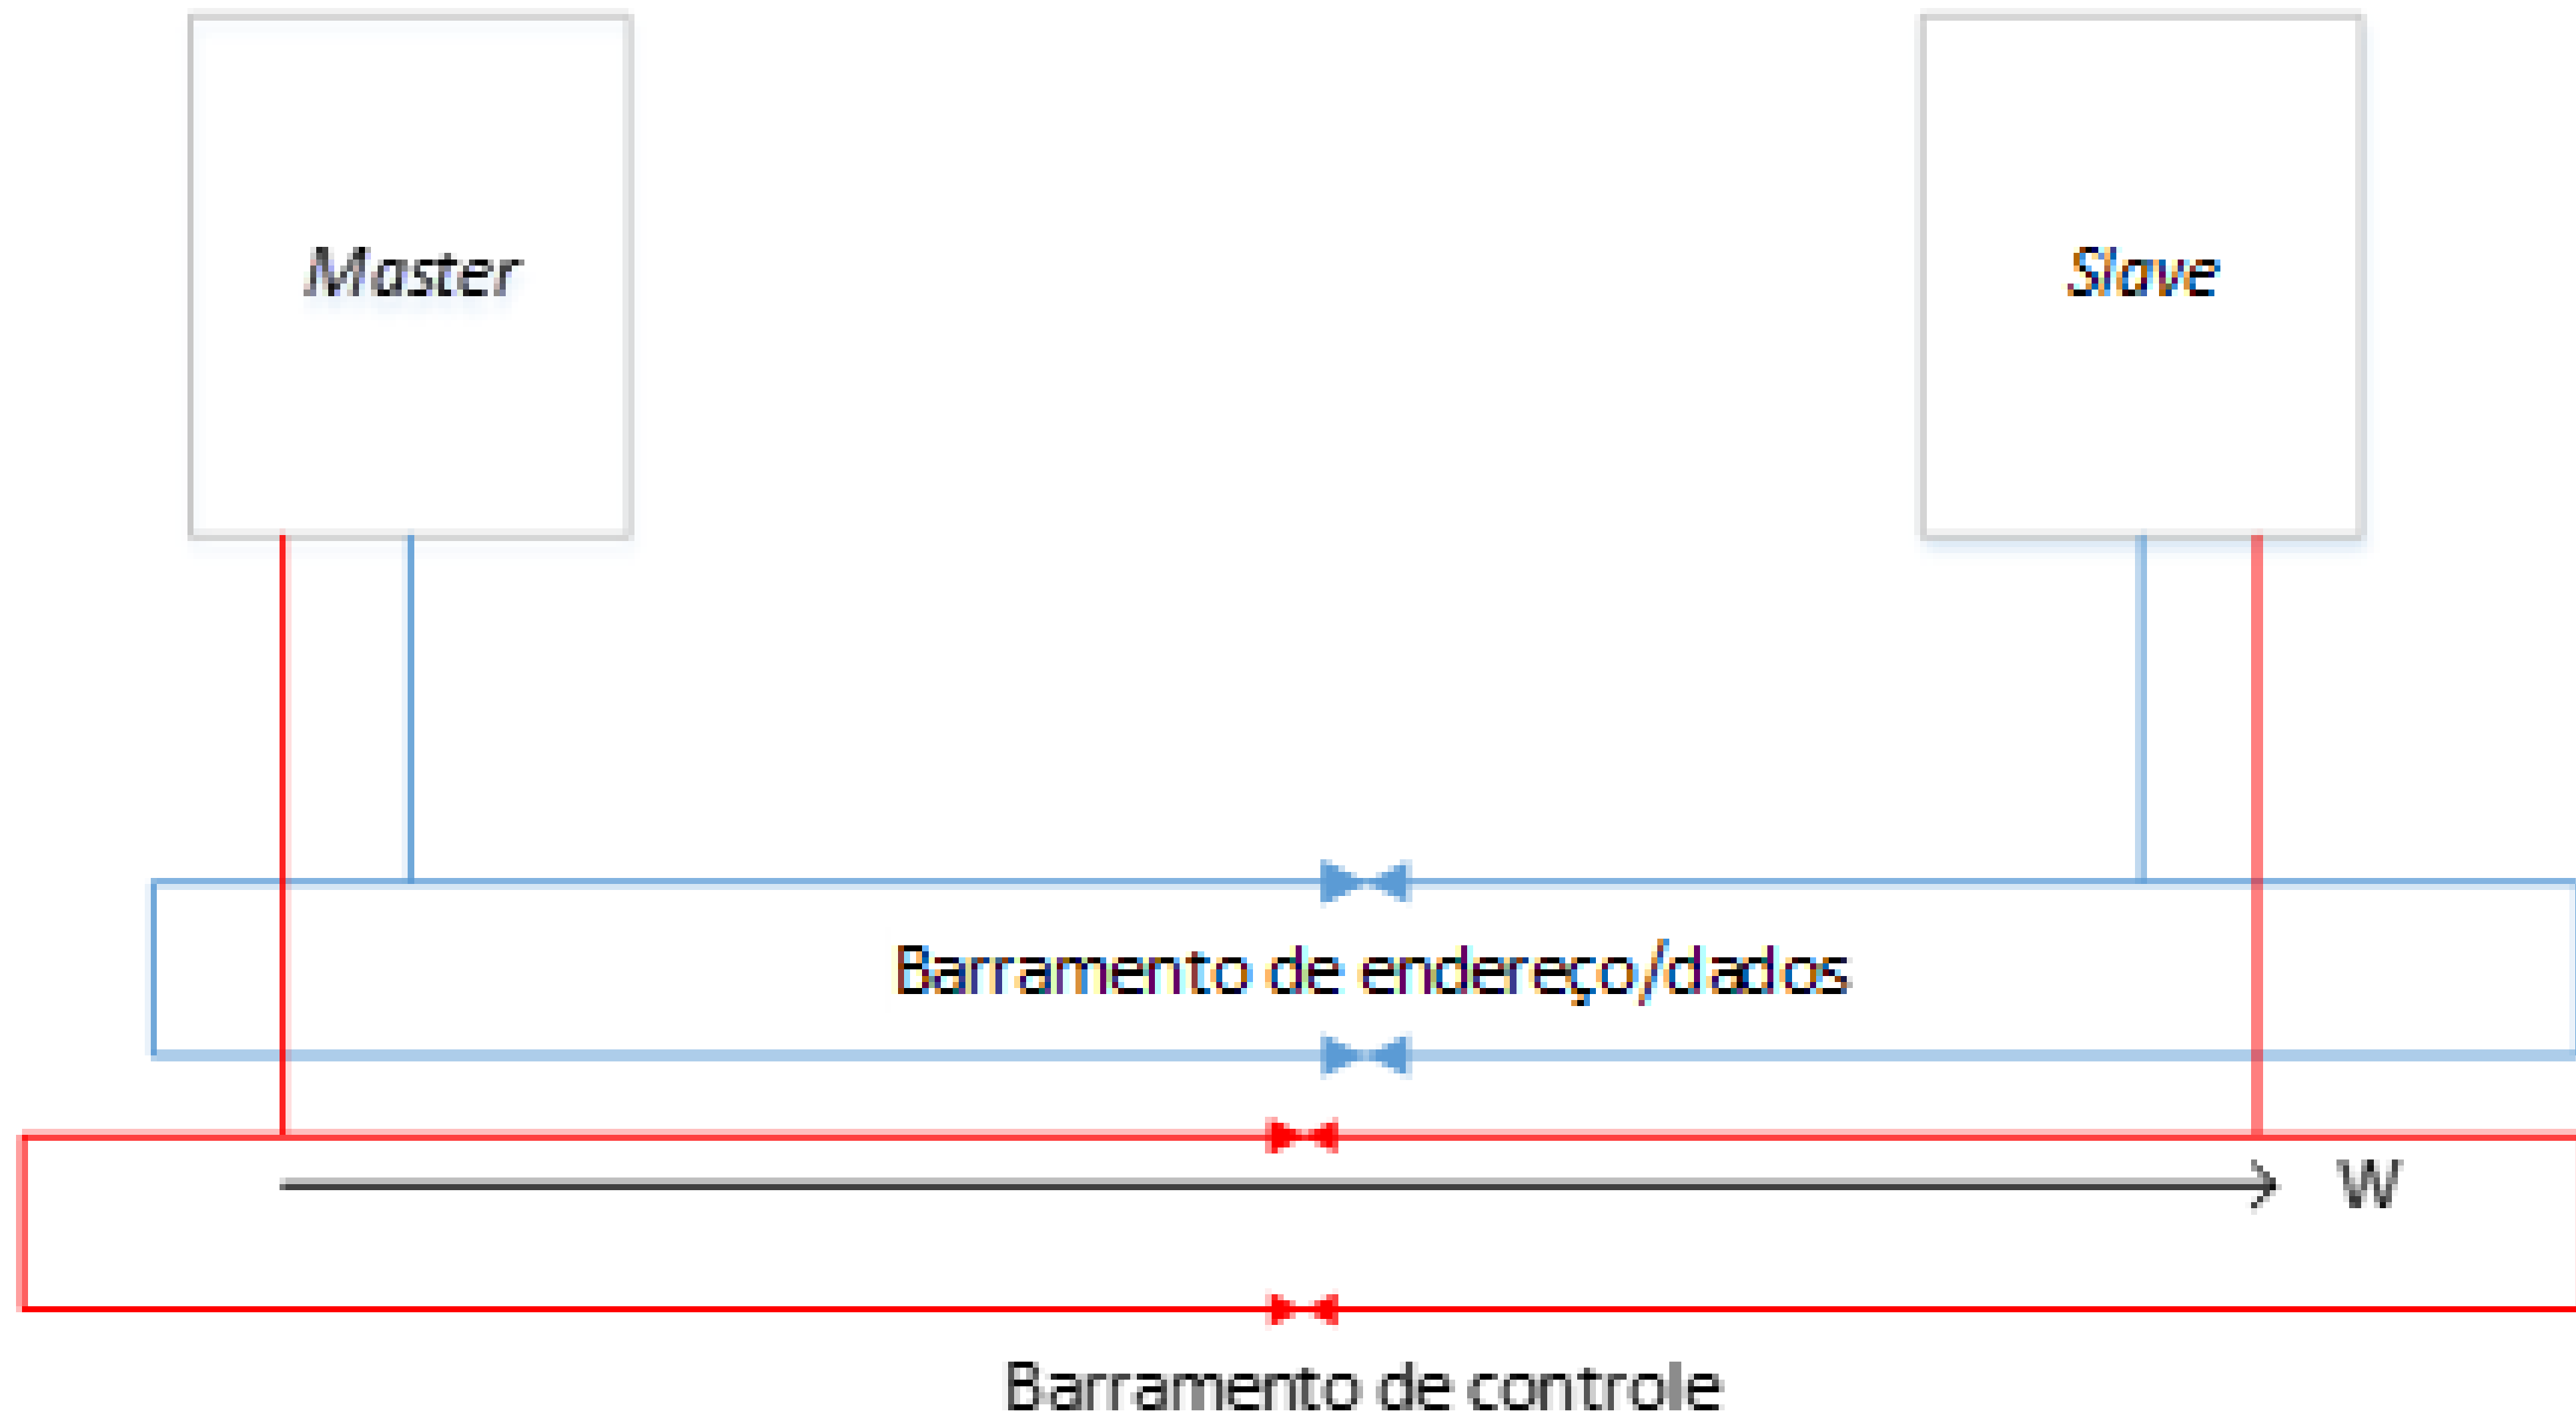 Master
Slave
Barramento de endereço/dados
W
Barramento de controle